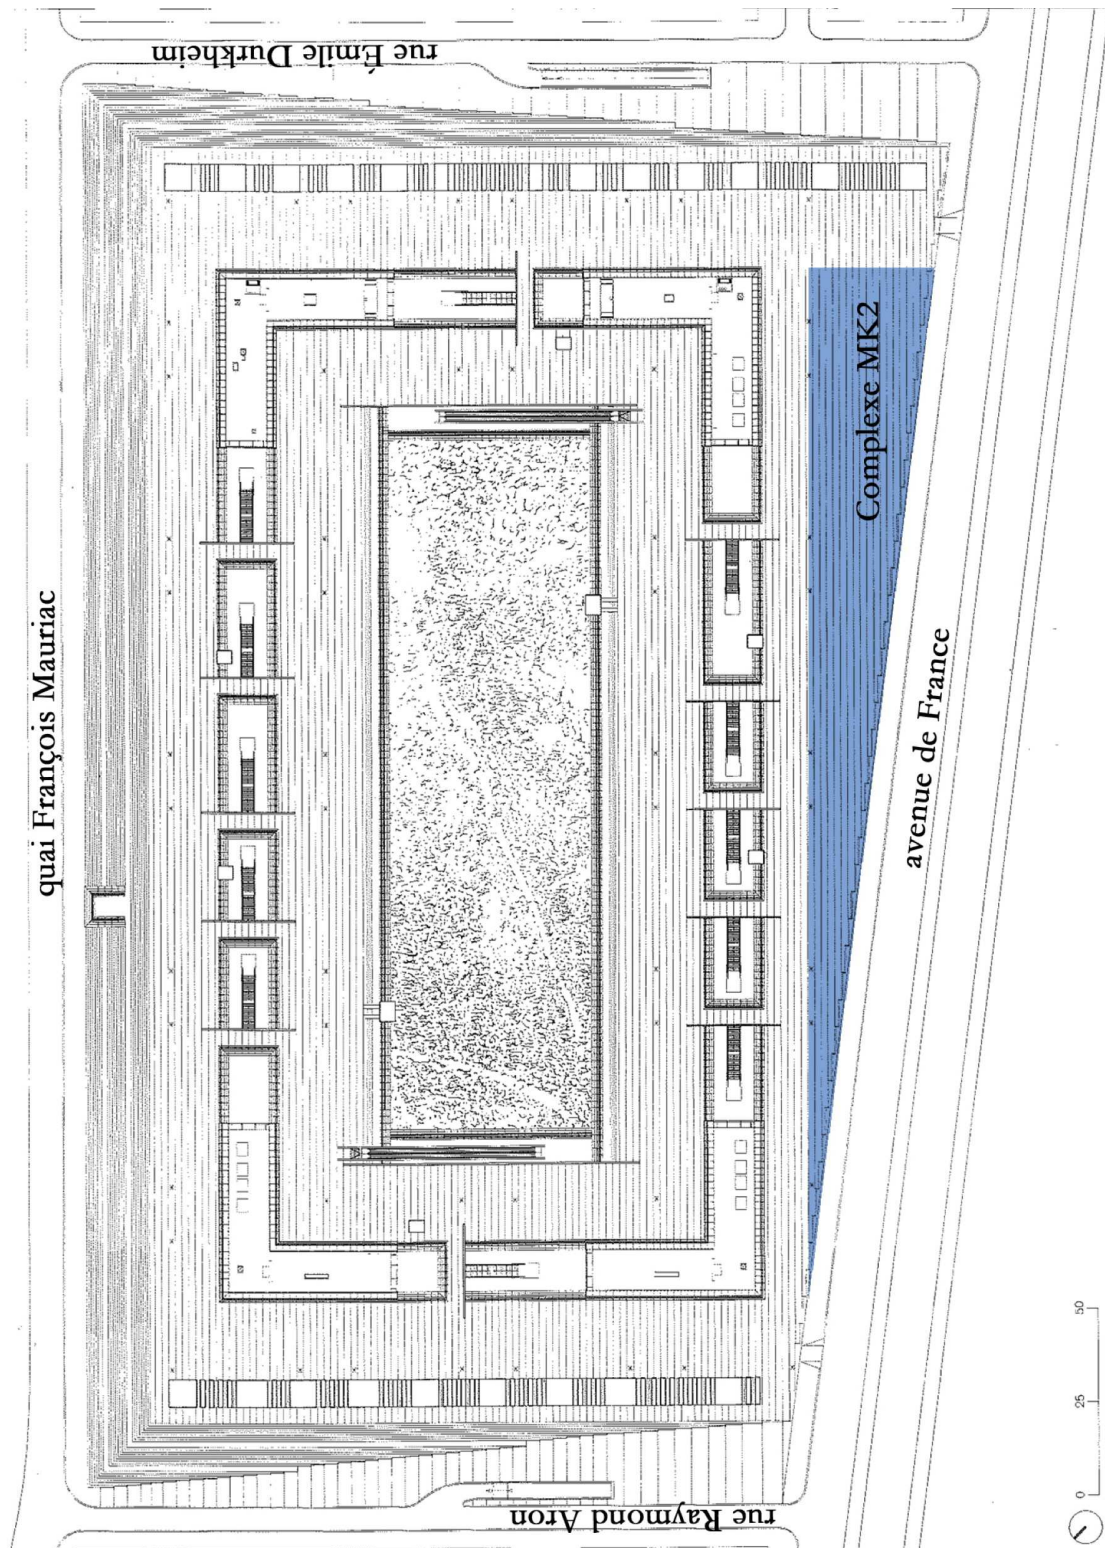 rue Émile Durkheim
quai François Mauriac
Complexe MK2
avenue de France
rue Raymond Aron
0 25 50